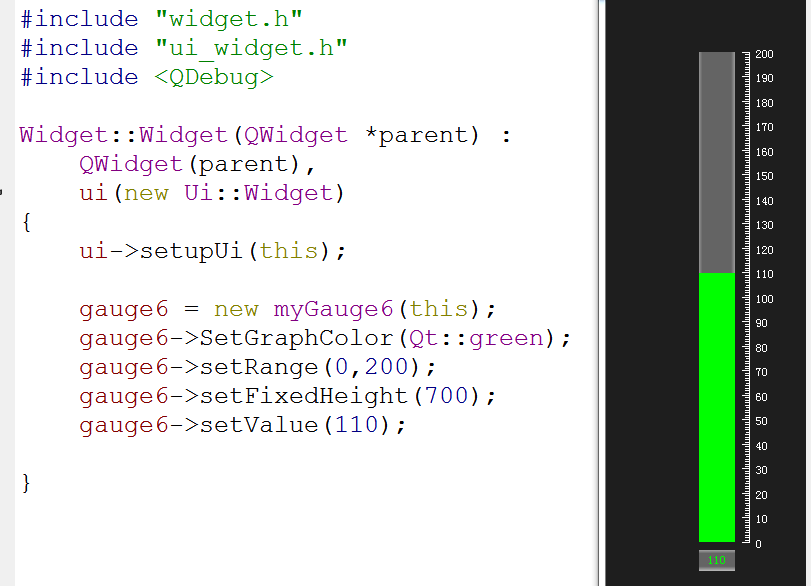 #include "widget.h"
#include "ui_widget.h"
#include <QDebug>
Widget::Widget(QWidget *parent) :
    QWidget(parent),
    ui(new Ui::Widget)
{
    ui->setupUi(this);
    gauge6 = new myGauge6(this);
    gauge6->SetGraphColor(Qt::green);
    gauge6->setRange(0,200);
    gauge6->setFixedHeight(700);
    gauge6->setValue(110);
}
200
190
180
170
160
150
140
130
120
110
100
90
80
70
60
50
40
30
20
10
0
110